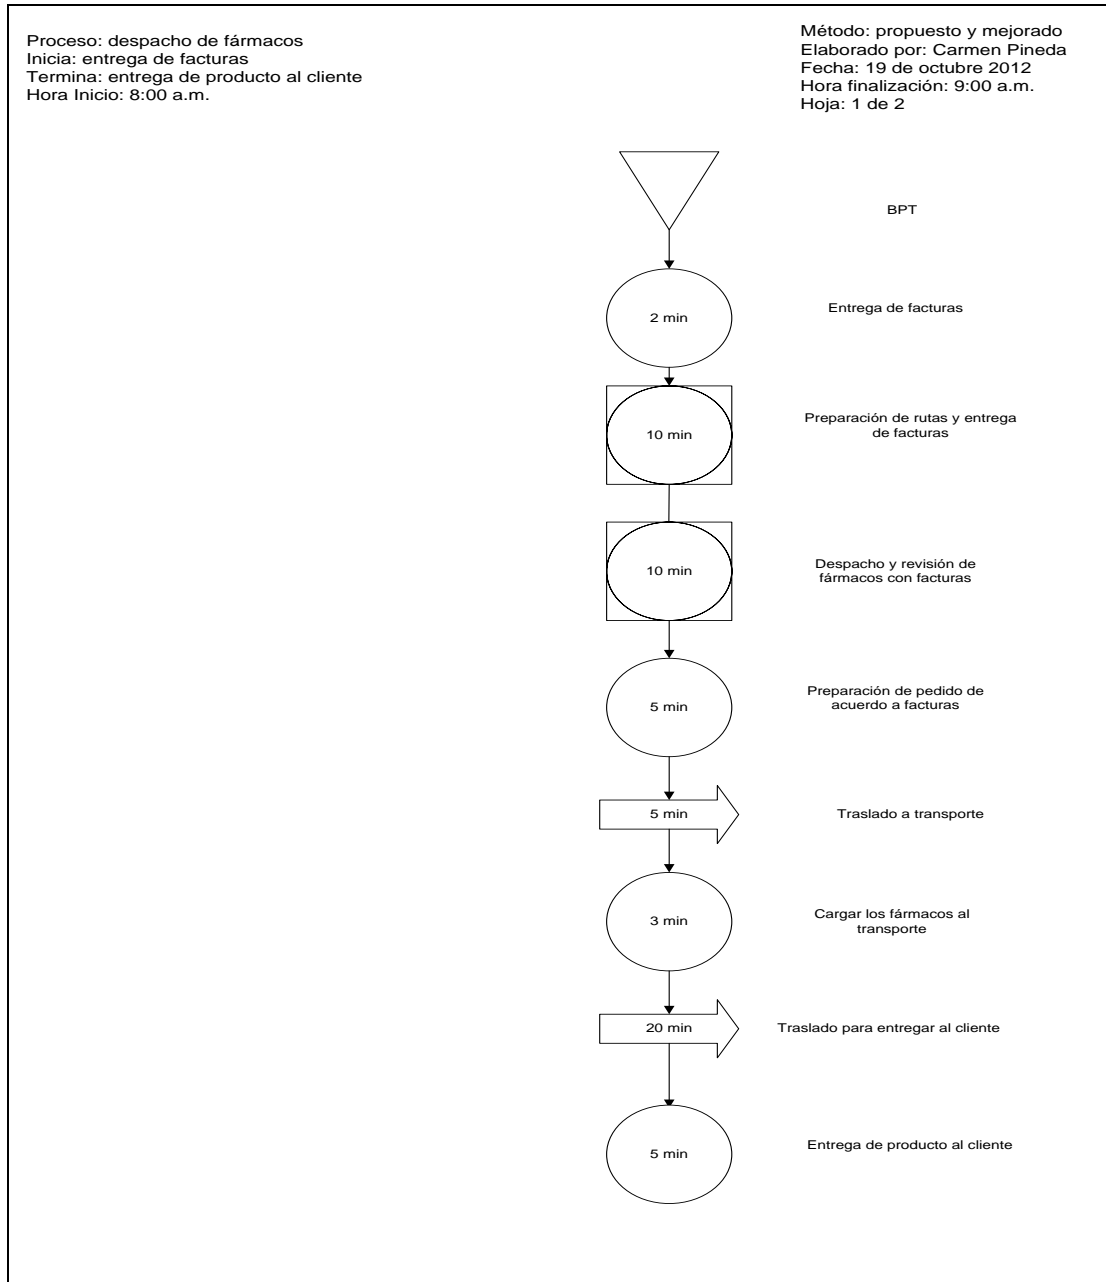 Proceso: despacho de fármacos
Inicia: entrega de facturas
Termina: entrega de producto al cliente
Hora Inicio: 8:00 a.m.
Método: propuesto y mejorado
Elaborado por: Carmen Pineda
Fecha: 19 de octubre 2012
Hora finalización: 9:00 a.m.
Hoja: 1 de 2
BPT
2 min
Entrega de facturas
10 min
Preparación de rutas y entrega
de facturas
10 min
Despacho y revisión de
fármacos con facturas
5 min
Preparación de pedido de
acuerdo a facturas
5 min
Traslado a transporte
3 min
Cargar los fármacos al
transporte
20 min
Traslado para entregar al cliente
5 min
Entrega de producto al cliente